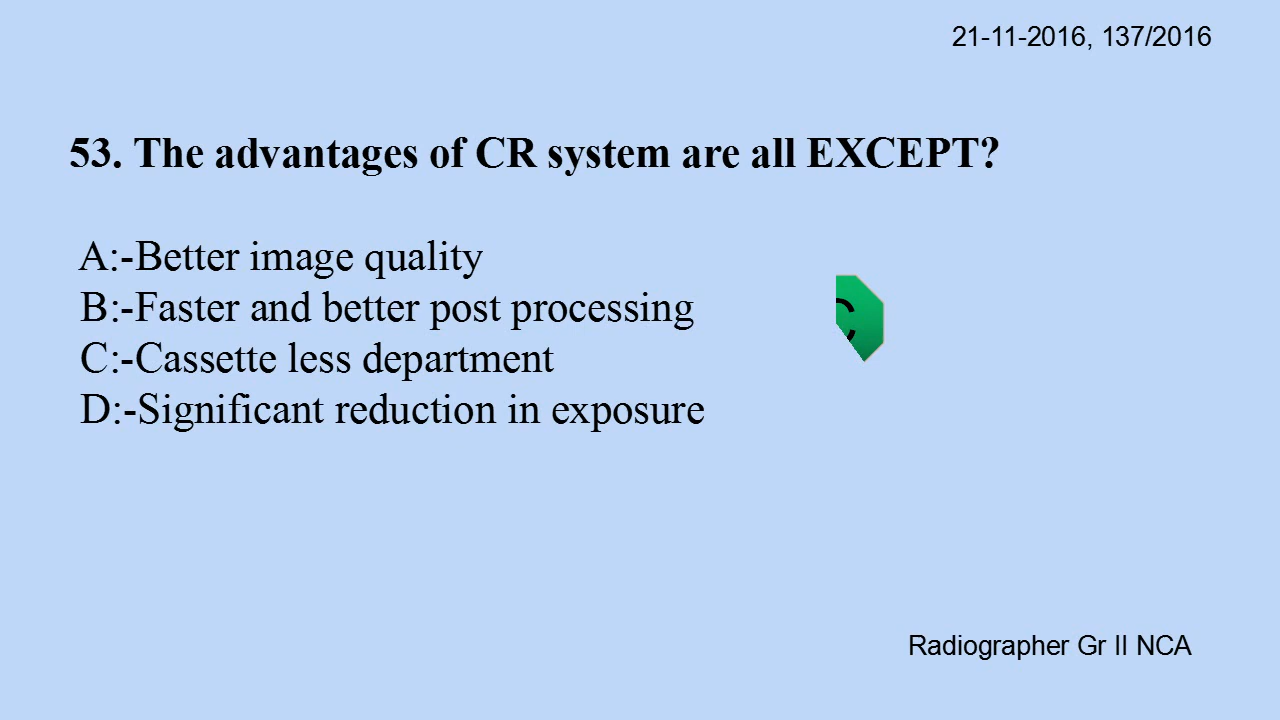 21-11-2016, 137/2016
53. The advantages of CR system are all EXCEPT?
A:-Better image quality
B:-Faster and better post processing
C:-Cassette less department
D:-Significant reduction in exposure
C
Radiographer Gr II NCA